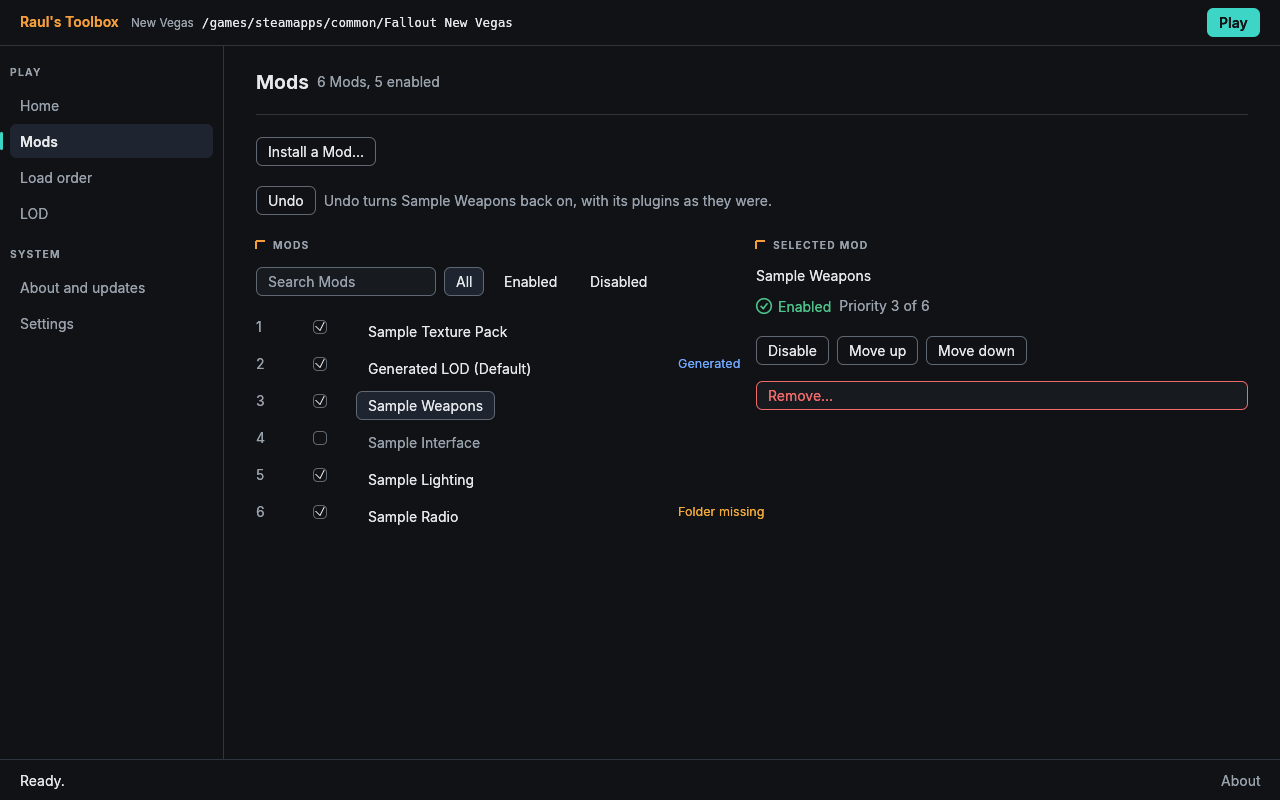 Raul's Toolbox New Vegas /games/steamapps/common/Fallout New Vegas Play
PLAY
Home
Mods
Load order
LOD
SYSTEM
About and updates
Settings
Mods 6 Mods, 5 enabled
Install a Mod...
Undo Undo turns Sample Weapons back on, with its plugins as they were.
MODS
Search Mods All Enabled Disabled
1 Sample Texture Pack
2 Generated LOD (Default) Generated
3 Sample Weapons
4 Sample Interface
5 Sample Lighting
6 Sample Radio Folder missing
SELECTED MOD
Sample Weapons
Enabled Priority 3 of 6
Disable Move up Move down
Remove...
Ready. About